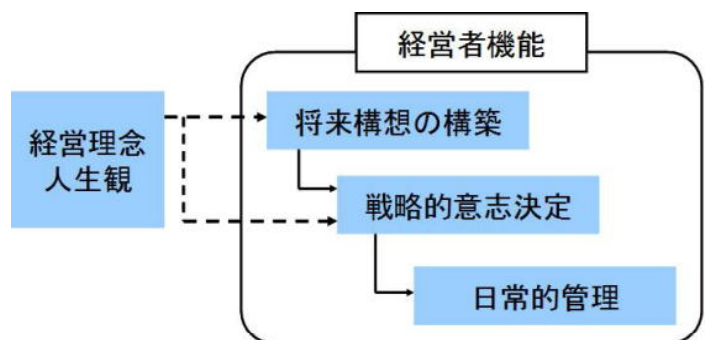 経営者機能
経営理念
人生観
将来構想の構築
戦略的意志決定
日常的管理